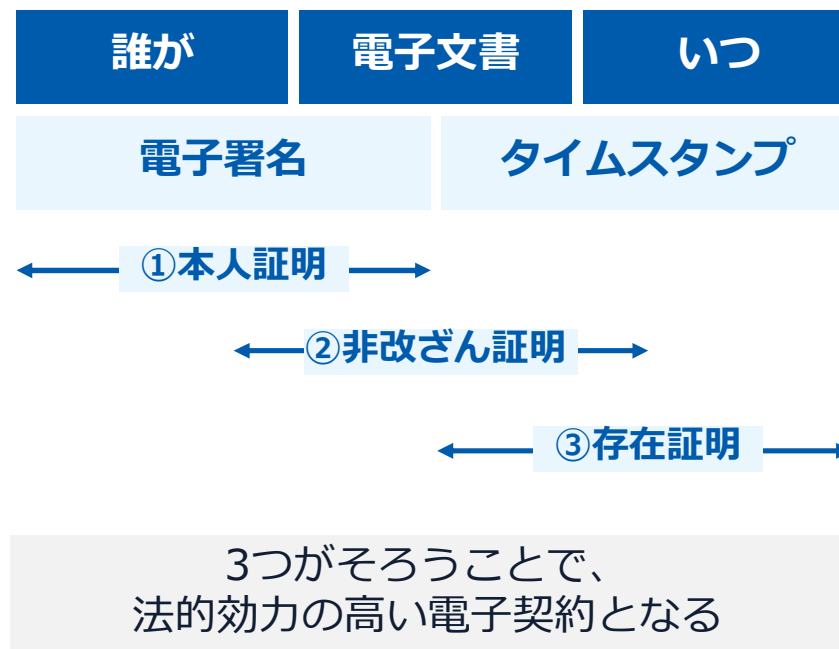 誰が
電子文書
いつ
電子署名
タイムスタンプ
①本人証明
②非改ざん証明
③存在証明
3つがそろうことで、
法的効力の高い電子契約となる